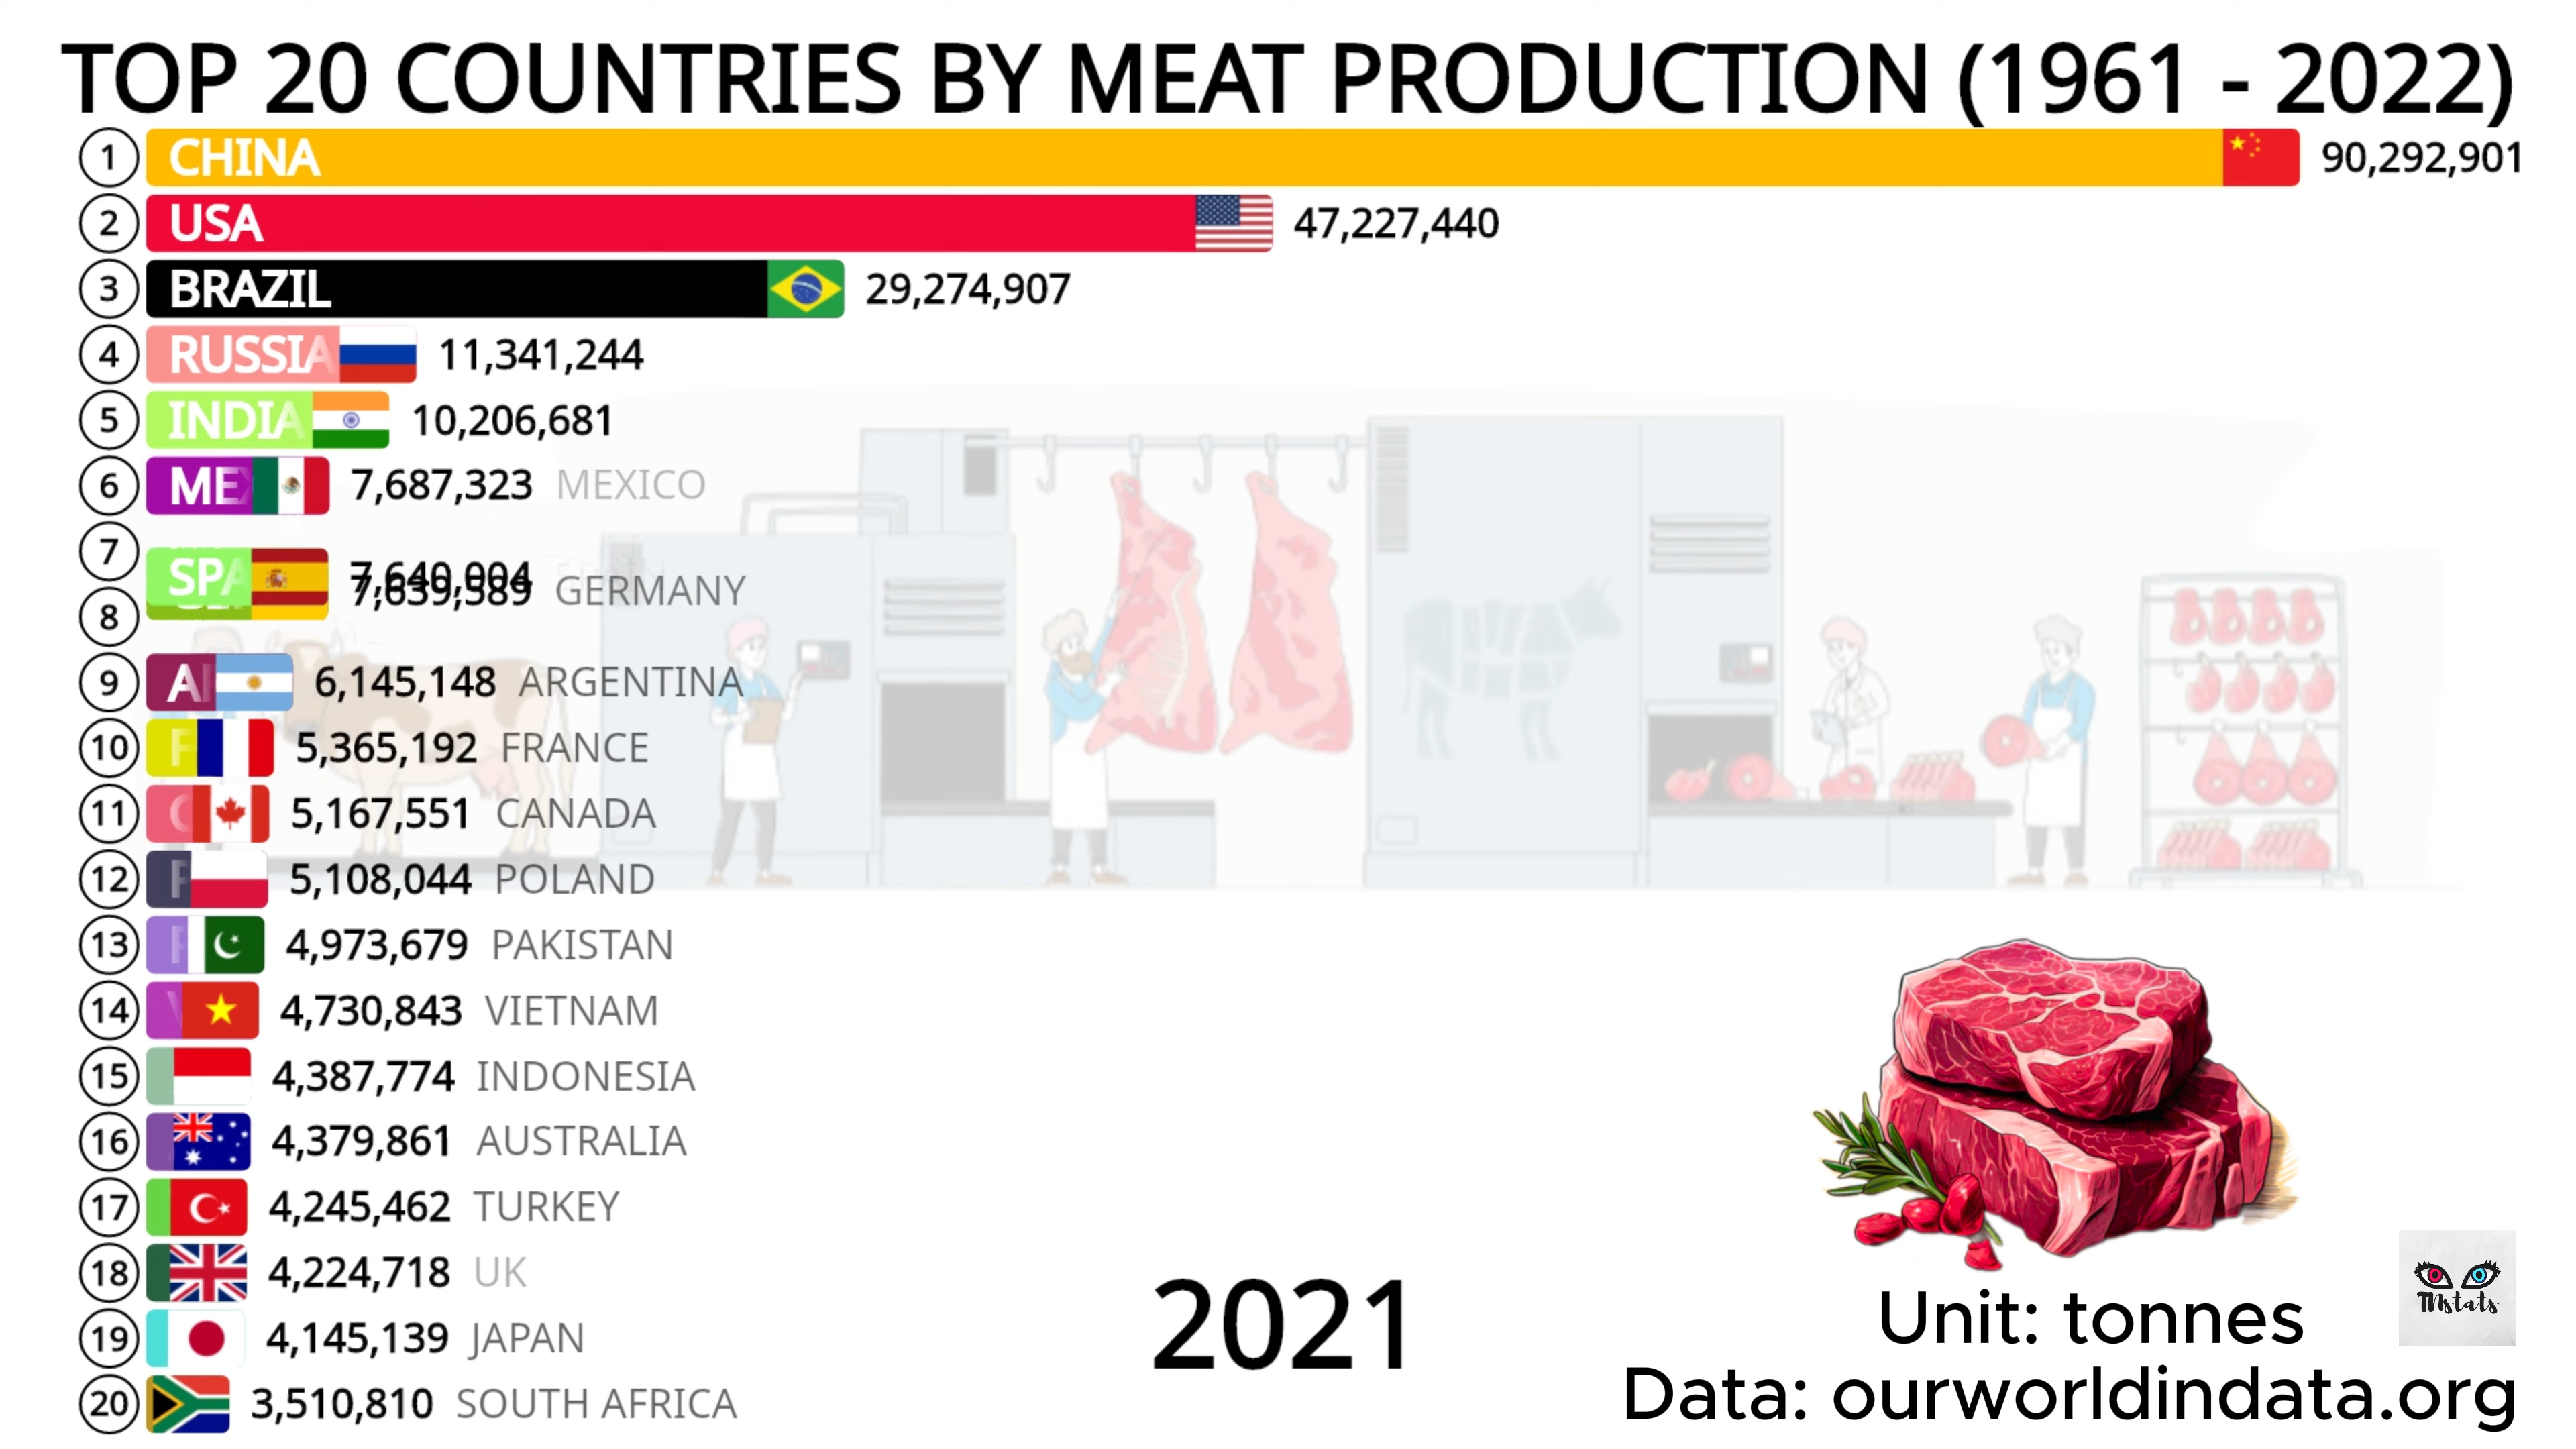 TOP 20 COUNTRIES BY MEAT PRODUCTION (1961 - 2022)
1 CHINA 90,292,901
2 USA 47,227,440
3 BRAZIL 29,274,907
4 RUSSIA 11,341,244
5 INDIA 10,206,681
6 ME 7,687,323 MEXICO
7
SPA
8 GERMANY
9 A 6,145,148 ARGENTINA
10 F 5,365,192 FRANCE
11 C 5,167,551 CANADA
12 P 5,108,044 POLAND
13 P 4,973,679 PAKISTAN
14 V 4,730,843 VIETNAM
15 4,387,774 INDONESIA
16 4,379,861 AUSTRALIA
17 4,245,462 TURKEY
18 4,224,718 UK
19 4,145,139 JAPAN
20 3,510,810 SOUTH AFRICA
2021
Unit: tonnes
Data: ourworldindata.org
TNstats